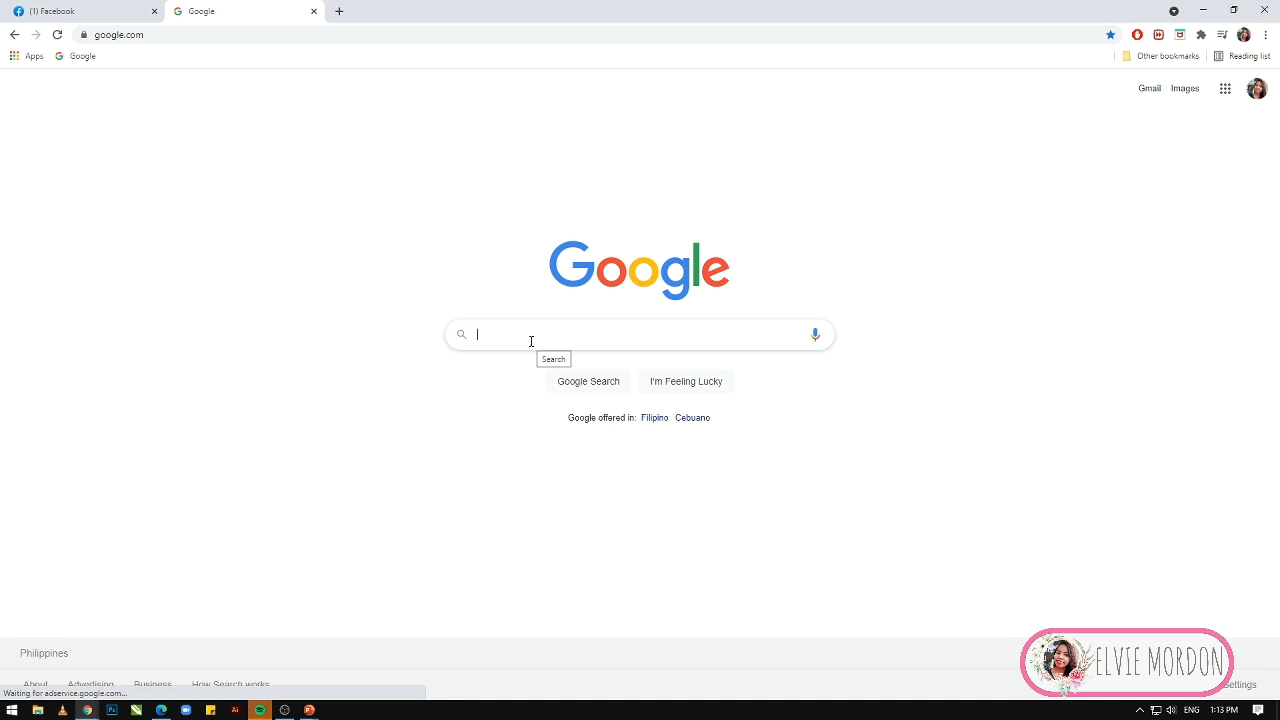 (1) Facebook
Google
google.com
Apps
Google
Other bookmarks
Reading list
Gmail
Images
Google
Search
Google Search
I'm Feeling Lucky
Google offered in: Filipino Cebuano
Philippines
About
Advertising
Business
How Search works
Settings
ELVIE MORDON
Waiting for adservice.google.com...
Ps
Ai
ENG
1:13 PM